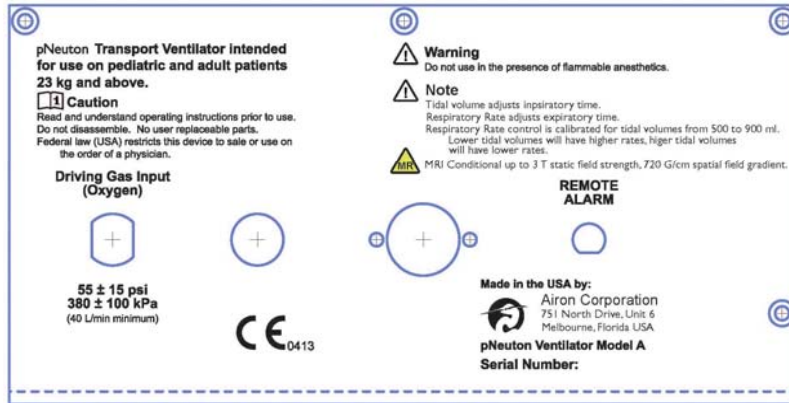 pNeuton Transport Ventilator intended
for use on pediatric and adult patients
23 kg and above.
Caution
Read and understand operating instructions prior to use.
Do not disassemble. No user replaceable parts.
Federal law (USA) restricts this device to sale or use on
the order of a physician.
Driving Gas Input
(Oxygen)
55 ± 15 psi
380 ± 100 kPa
(40 L/min minimum)
CE 0413
Warning
Do not use in the presence of flammable anesthetics.
Note
Tidal volume adjusts inpsiratory time.
Respiratory Rate adjusts expiratory time.
Respiratory Rate control is calibrated for tidal volumes from 500 to 900 ml.
Lower tidal volumes will have higher rates, higer tidal volumes
will have lower rates.
MR MRI Conditional up to 3 T static field strength, 720 G/cm spatial field gradient.
REMOTE
ALARM
Made in the USA by:
Airon Corporation
751 North Drive, Unit 6
Melbourne, Florida USA
pNeuton Ventilator Model A
Serial Number: